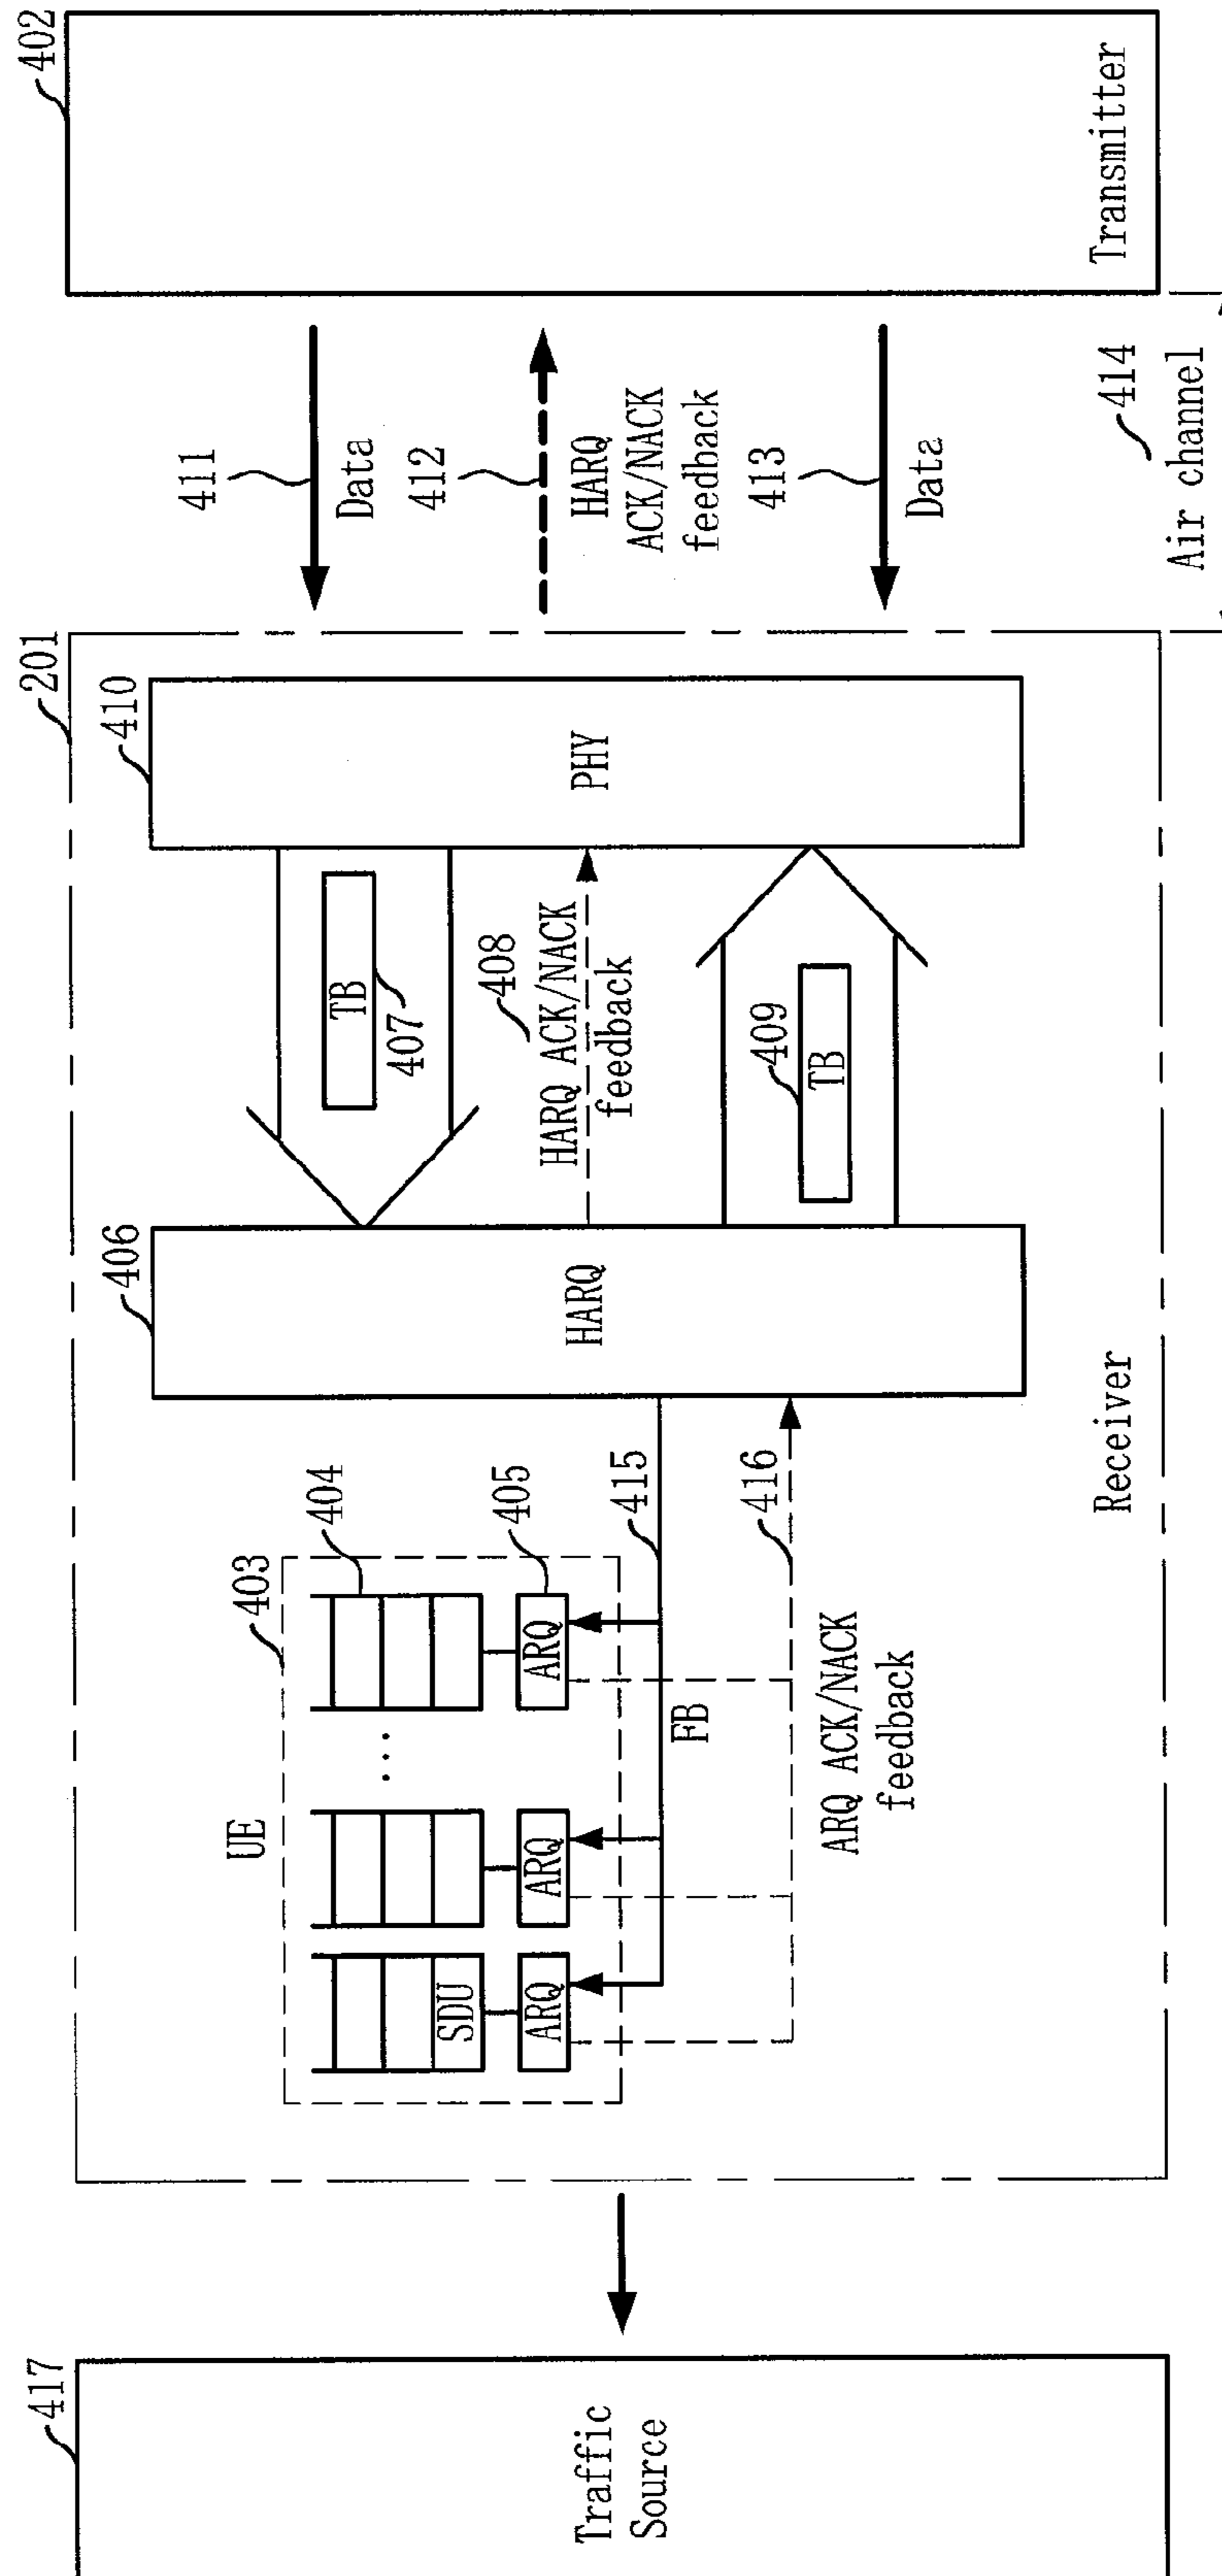 417
Traffic
Source
201
Receiver
UE
403
404
405
SDU
ARQ
ARQ
ARQ
...
FB
415
416
ARQ ACK/NACK
feedback
406
HARQ
TB
407
408
HARQ ACK/NACK
feedback
409
TB
410
PHY
411
Data
412
HARQ
ACK/NACK
feedback
413
Data
414
Air channel
402
Transmitter